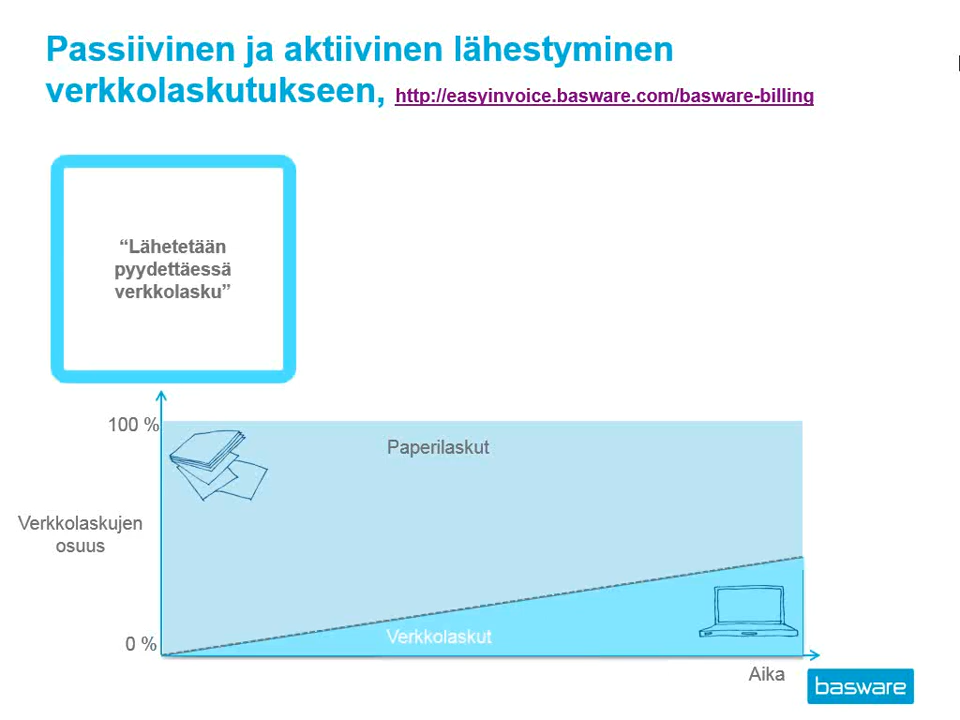 Passiivinen ja aktiivinen lähestyminen
verkkolaskutukseen, http://easyinvoice.basware.com/basware-billing
“Lähetetään
pyydettäessä
verkkolasku”
100 %
Paperilaskut
Verkkolaskujen
osuus
0 %
Verkkolaskut
Aika
basware